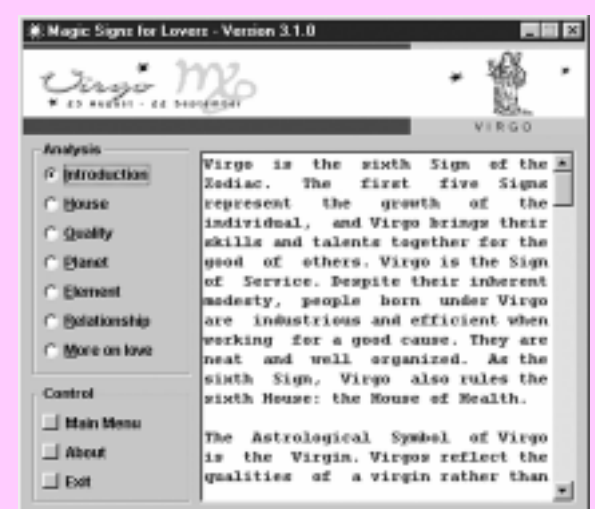 Magic Signs for Lovers - Version 3.1.0
Virgo
23 August - 22 September
VIRGO
Analysis
Introduction
House
Quality
Planet
Element
Relationship
More on love
Control
Main Menu
About
Exit
Virgo is the sixth Sign of the
Zodiac. The first five Signs
represent the growth of the
individual, and Virgo brings their
skills and talents together for the
good of others. Virgo is the Sign
of Service. Despite their inherent
modesty, people born under Virgo
are industrious and efficient when
working for a good cause. They are
neat and well organized. As the
sixth Sign, Virgo also rules the
sixth House: the House of Health.
The Astrological Symbol of Virgo
is the Virgin. Virgos reflect the
qualities of a virgin rather than